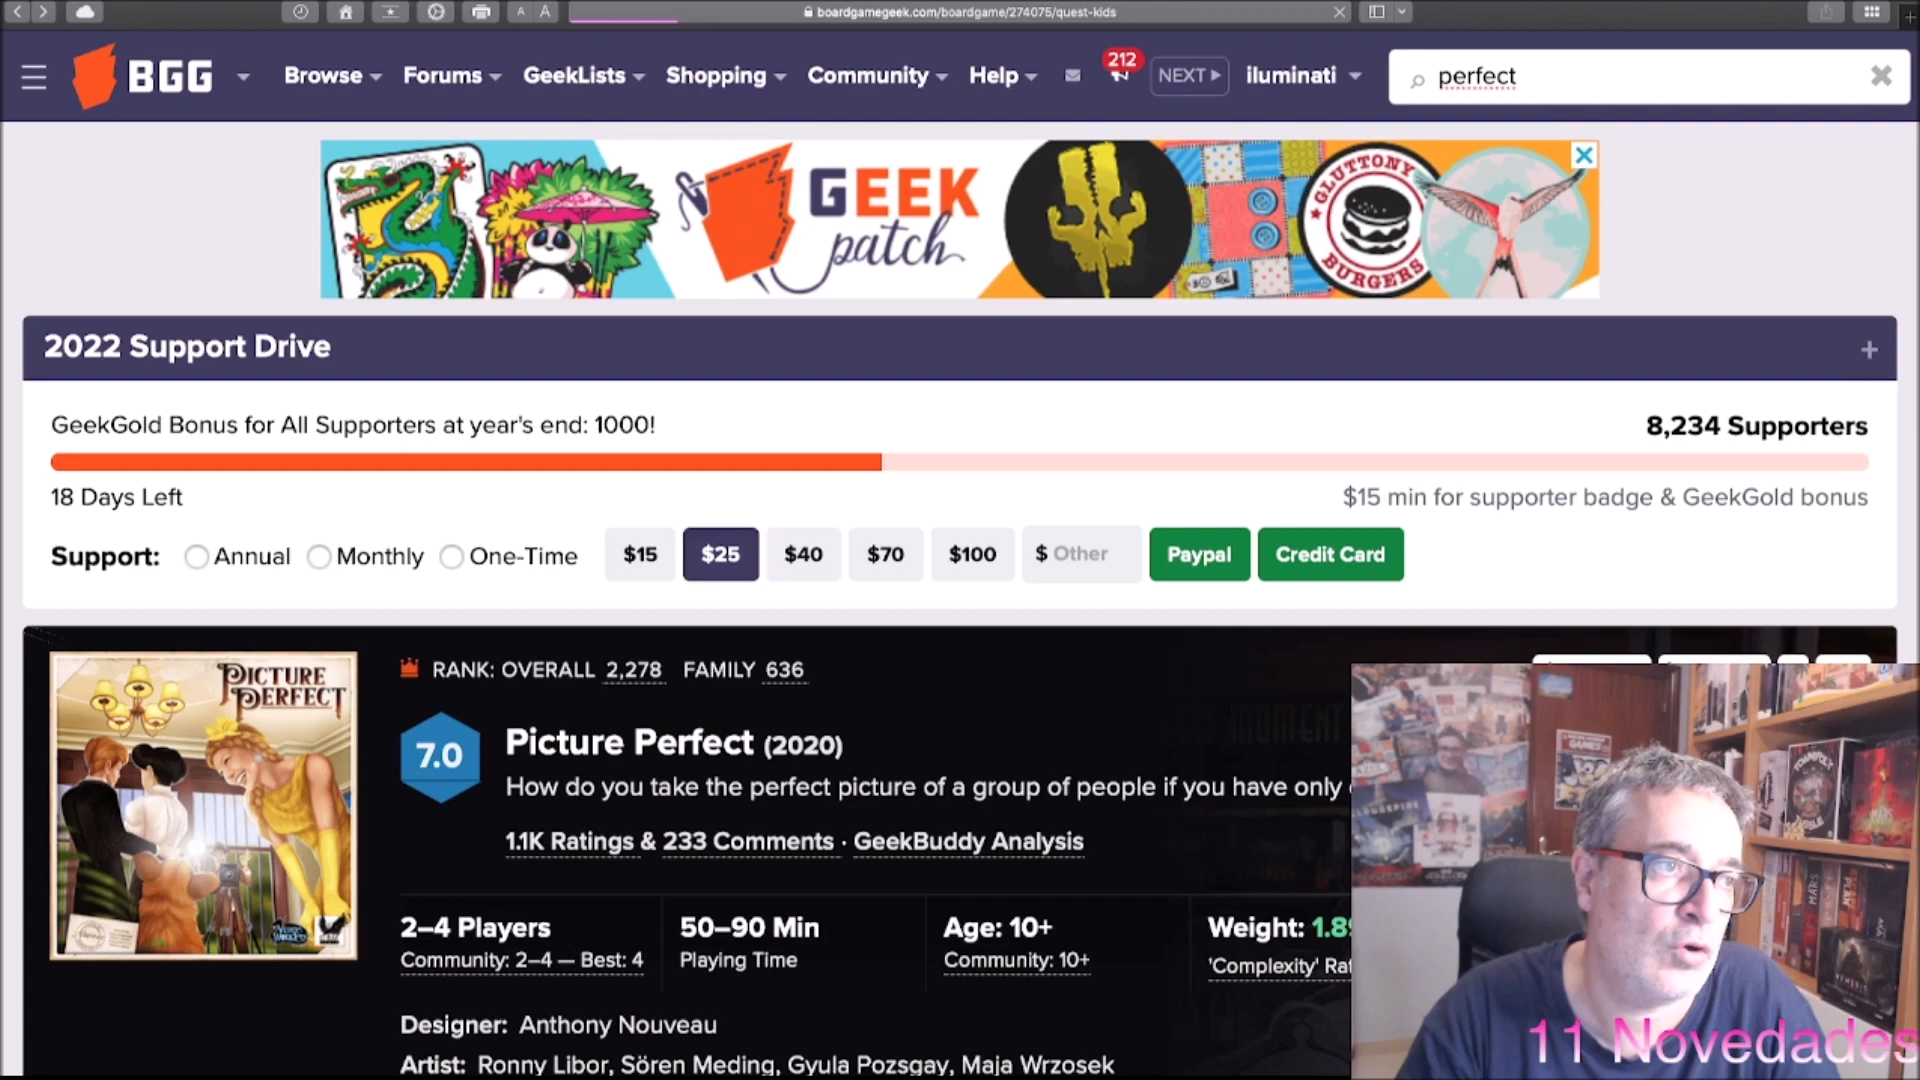 boardgamegeek.com/boardgame/274075/quest-kids
A A
BGG Browse Forums GeekLists Shopping Community Help 212 NEXT iluminati perfect
GEEK
patch
GLUTTONY
BURGERS
2022 Support Drive
GeekGold Bonus for All Supporters at year's end: 1000!
8,234 Supporters
18 Days Left
$15 min for supporter badge & GeekGold bonus
Support: Annual Monthly One-Time $15 $25 $40 $70 $100 $ Other Paypal Credit Card
PICTURE
PERFECT
RANK: OVERALL 2,278 FAMILY 636
7.0
Picture Perfect (2020)
How do you take the perfect picture of a group of people if you have only
1.1K Ratings & 233 Comments · GeekBuddy Analysis
2–4 Players
Community: 2–4 — Best: 4
50–90 Min
Playing Time
Age: 10+
Community: 10+
Weight: 1.8
'Complexity' Rat
Designer: Anthony Nouveau
Artist: Ronny Libor, Sören Meding, Gyula Pozsgay, Maja Wrzosek
GAMES
MARS
11 Novedades